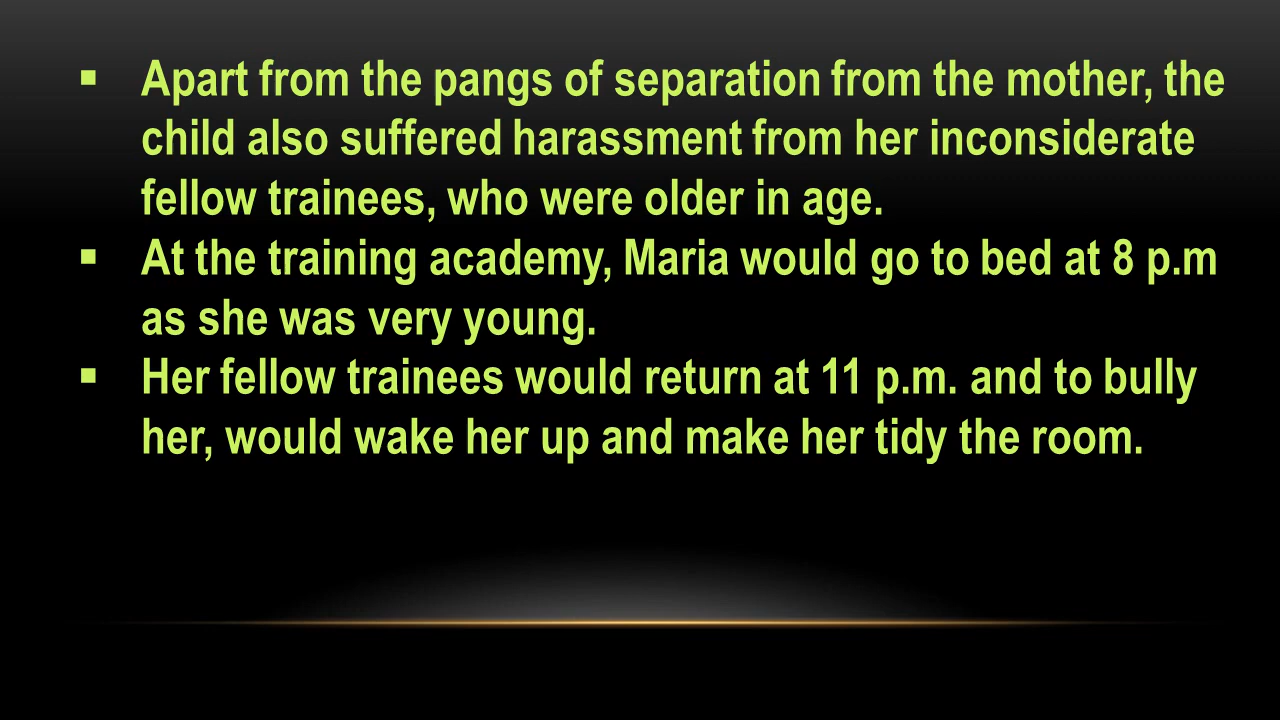 ▪ Apart from the pangs of separation from the mother, the
child also suffered harassment from her inconsiderate
fellow trainees, who were older in age.
▪ At the training academy, Maria would go to bed at 8 p.m
as she was very young.
▪ Her fellow trainees would return at 11 p.m. and to bully
her, would wake her up and make her tidy the room.